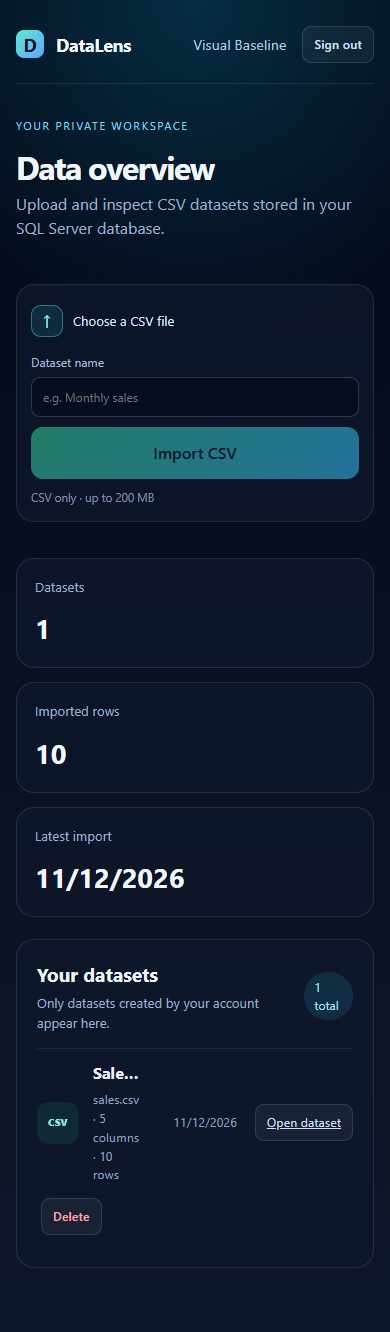 D DataLens Visual Baseline Sign out
YOUR PRIVATE WORKSPACE
Data overview
Upload and inspect CSV datasets stored in your
SQL Server database.
↑ Choose a CSV file
Dataset name
e.g. Monthly sales
Import CSV
CSV only · up to 200 MB
Datasets
1
Imported rows
10
Latest import
11/12/2026
Your datasets
Only datasets created by your account
appear here.
1
total
CSV
Sale...
sales.csv
· 5
columns
· 10
rows
11/12/2026
Open dataset
Delete